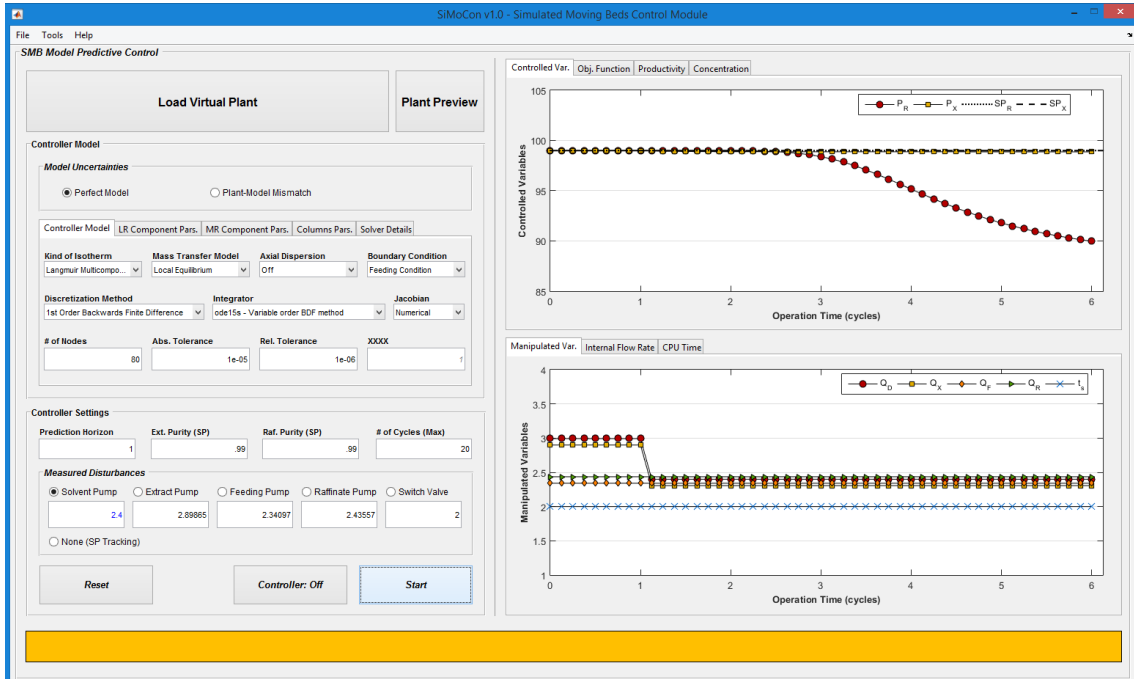 SiMoCon v1.0 - Simulated Moving Beds Control Module
File Tools Help
SMB Model Predictive Control
Load Virtual Plant
Plant Preview
Controller Model
Model Uncertainties
Perfect Model
Plant-Model Mismatch
Controller Model LR Component Pars. MR Component Pars. Columns Pars. Solver Details
Kind of Isotherm Mass Transfer Model Axial Dispersion Boundary Condition
Langmuir Multicompo... Local Equilibrium Off Feeding Condition
Discretization Method Integrator Jacobian
1st Order Backwards Finite Difference ode15s - Variable order BDF method Numerical
# of Nodes Abs. Tolerance Rel. Tolerance XXXX
80 1e-05 1e-06 1
Controller Settings
Prediction Horizon Ext. Purity (SP) Raf. Purity (SP) # of Cycles (Max)
1 .99 .99 20
Measured Disturbances
Solvent Pump Extract Pump Feeding Pump Raffinate Pump Switch Valve
2.4 2.89865 2.34097 2.43557 2
None (SP Tracking)
Reset
Controller: Off
Start
Controlled Var. Obj. Function Productivity Concentration
105
100
95
90
85
Controlled Variables
P_R P_X SP_R SP_X
0 1 2 3 4 5 6
Operation Time (cycles)
Manipulated Var. Internal Flow Rate CPU Time
4
3.5
3
2.5
2
1.5
1
Manipulated Variables
Q_D Q_X Q_F Q_R t_s
0 1 2 3 4 5 6
Operation Time (cycles)